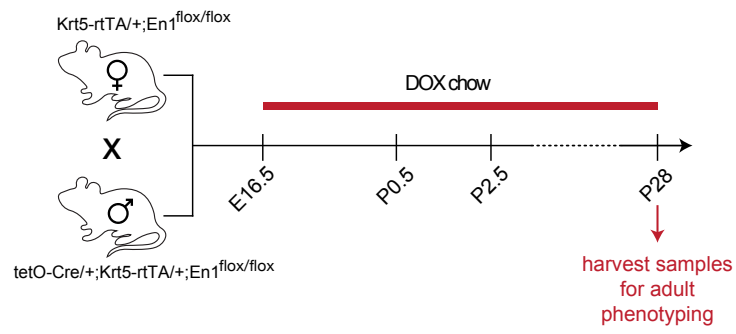 Krt5-rtTA/+;En1flox/flox
♀
X
♂
tetO-Cre/+;Krt5-rtTA/+;En1flox/flox
DOX chow
E16.5
P0.5
P2.5
P28
harvest samples
for adult
phenotyping